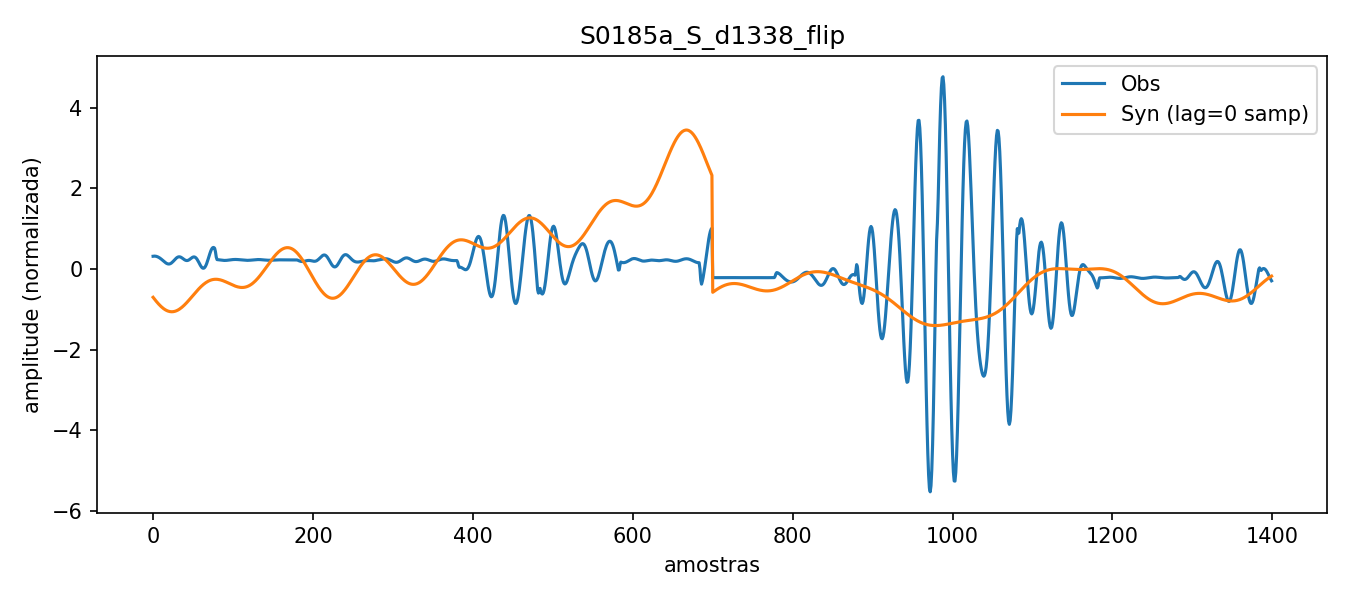 S0185a_S_d1338_flip
Obs
Syn (lag=0 samp)
amplitude (normalizada)
4
2
0
−2
−4
−6
0 200 400 600 800 1000 1200 1400
amostras